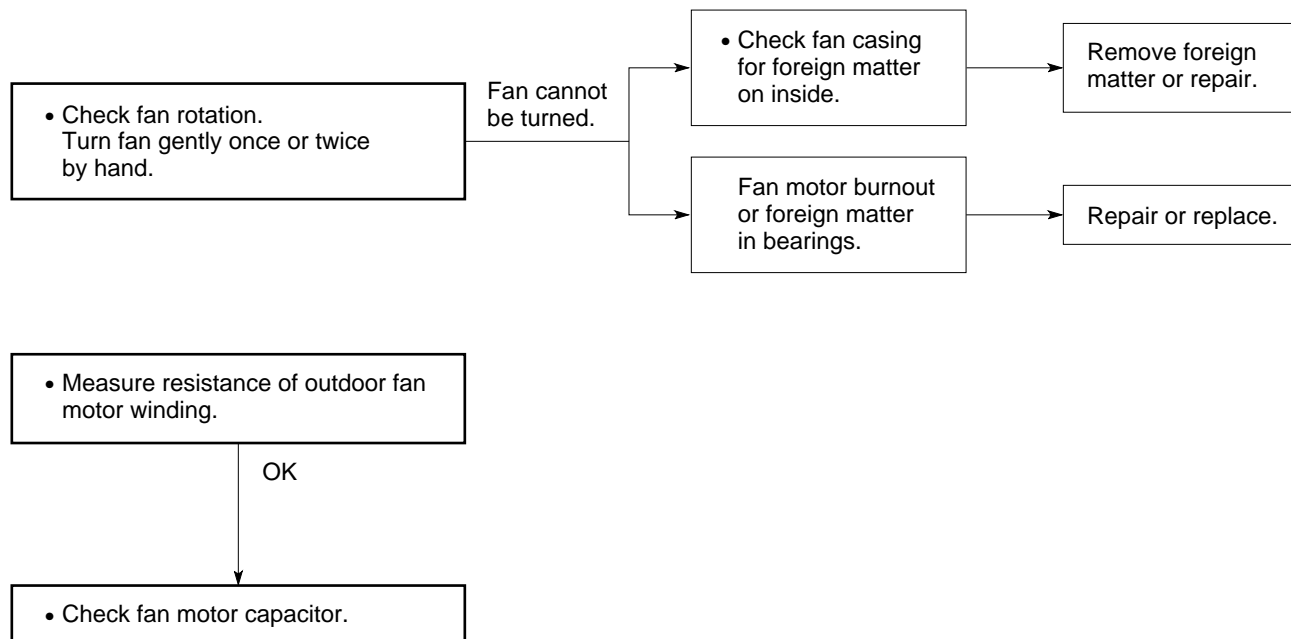 • Check fan rotation.
Turn fan gently once or twice
by hand.
Fan cannot
be turned.
• Check fan casing
for foreign matter
on inside.
Remove foreign
matter or repair.
Fan motor burnout
or foreign matter
in bearings.
Repair or replace.
• Measure resistance of outdoor fan
motor winding.
OK
• Check fan motor capacitor.